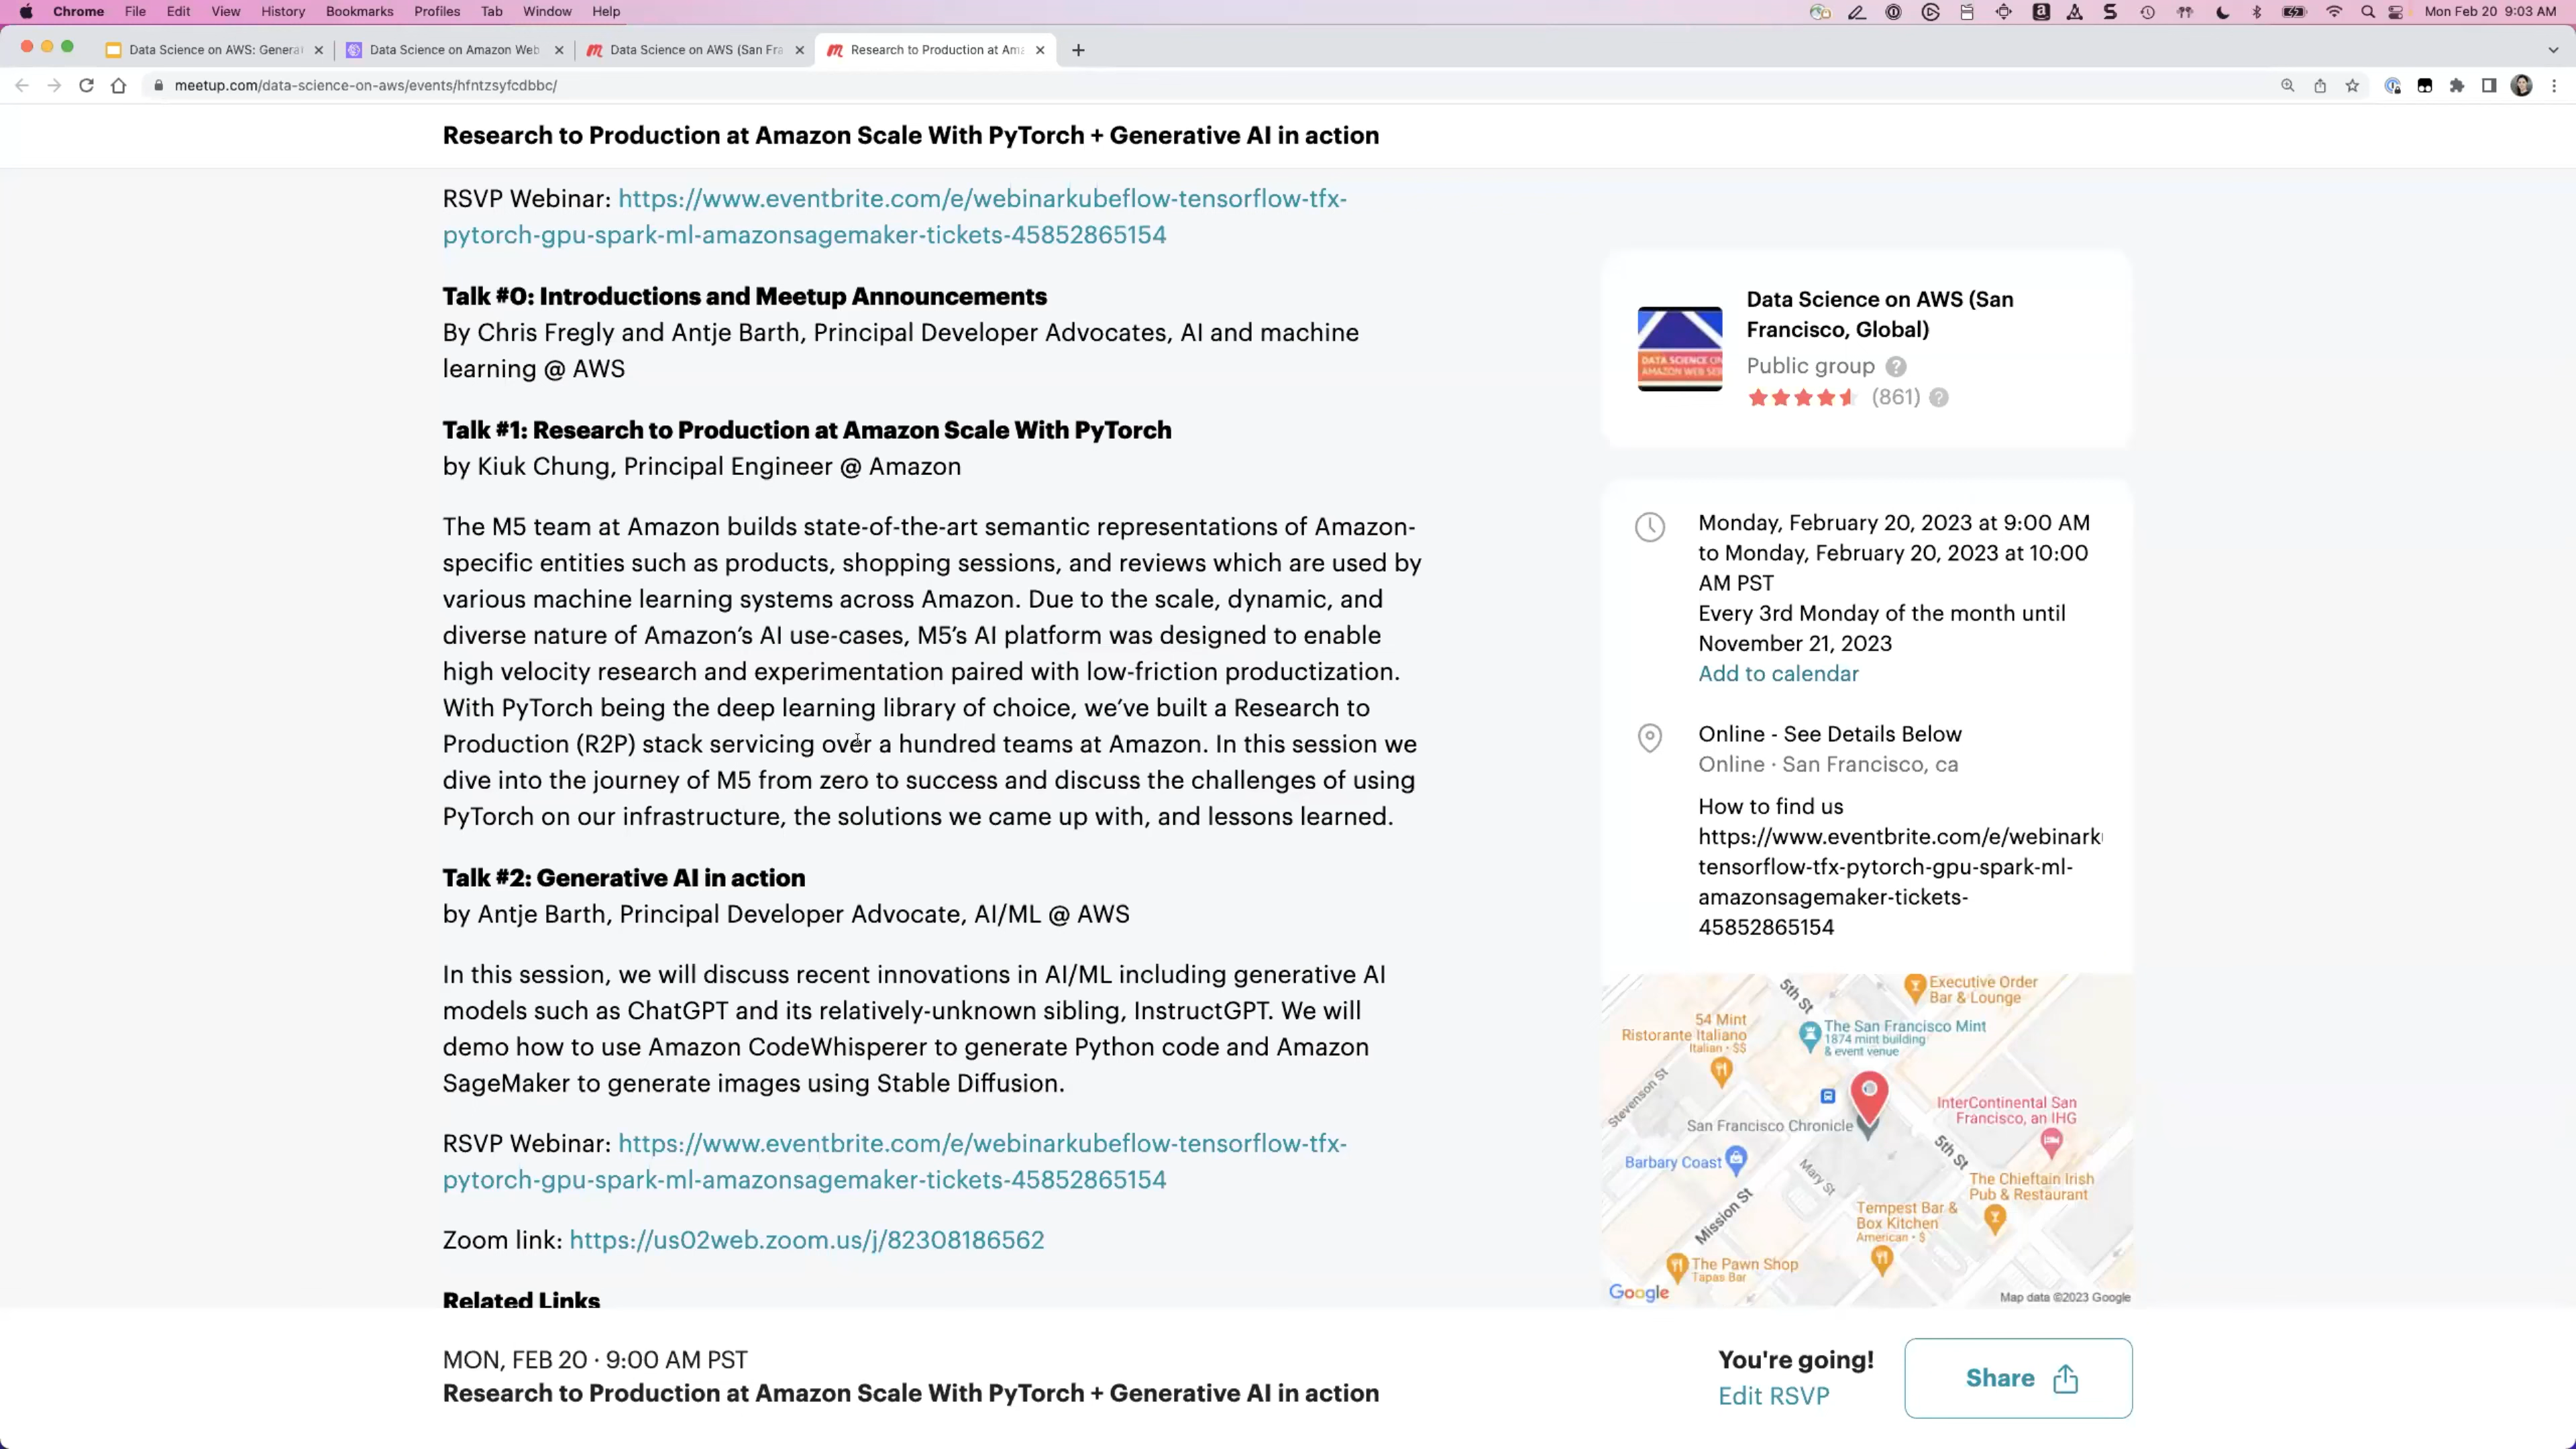 Chrome File Edit View History Bookmarks Profiles Tab Window Help Mon Feb 20 9:03 AM
Data Science on AWS: Genera Data Science on Amazon Web Data Science on AWS (San Fra Research to Production at Ama
meetup.com/data-science-on-aws/events/hfntzsyfcdbbc/
Research to Production at Amazon Scale With PyTorch + Generative AI in action
RSVP Webinar: https://www.eventbrite.com/e/webinarkubeflow-tensorflow-tfx-
pytorch-gpu-spark-ml-amazonsagemaker-tickets-45852865154
Talk #0: Introductions and Meetup Announcements
By Chris Fregly and Antje Barth, Principal Developer Advocates, AI and machine
learning @ AWS
Talk #1: Research to Production at Amazon Scale With PyTorch
by Kiuk Chung, Principal Engineer @ Amazon
The M5 team at Amazon builds state-of-the-art semantic representations of Amazon-
specific entities such as products, shopping sessions, and reviews which are used by
various machine learning systems across Amazon. Due to the scale, dynamic, and
diverse nature of Amazon’s AI use-cases, M5’s AI platform was designed to enable
high velocity research and experimentation paired with low-friction productization.
With PyTorch being the deep learning library of choice, we’ve built a Research to
Production (R2P) stack servicing over a hundred teams at Amazon. In this session we
dive into the journey of M5 from zero to success and discuss the challenges of using
PyTorch on our infrastructure, the solutions we came up with, and lessons learned.
Talk #2: Generative AI in action
by Antje Barth, Principal Developer Advocate, AI/ML @ AWS
In this session, we will discuss recent innovations in AI/ML including generative AI
models such as ChatGPT and its relatively-unknown sibling, InstructGPT. We will
demo how to use Amazon CodeWhisperer to generate Python code and Amazon
SageMaker to generate images using Stable Diffusion.
RSVP Webinar: https://www.eventbrite.com/e/webinarkubeflow-tensorflow-tfx-
pytorch-gpu-spark-ml-amazonsagemaker-tickets-45852865154
Zoom link: https://us02web.zoom.us/j/82308186562
Related Links
Data Science on AWS (San
Francisco, Global)
Public group
(861)
DATA SCIENCE ON
AMAZON WEB SER
Monday, February 20, 2023 at 9:00 AM
to Monday, February 20, 2023 at 10:00
AM PST
Every 3rd Monday of the month until
November 21, 2023
Add to calendar
Online - See Details Below
Online · San Francisco, ca
How to find us
https://www.eventbrite.com/e/webinark
tensorflow-tfx-pytorch-gpu-spark-ml-
amazonsagemaker-tickets-
45852865154
5th St
Executive Order
Bar & Lounge
54 Mint
Ristorante Italiano
Italian · $$
The San Francisco Mint
1874 mint building
& event venue
Stevenson St
InterContinental San
Francisco, an IHG
San Francisco Chronicle
5th St
Barbary Coast
Mary St
The Chieftain Irish
Pub & Restaurant
Mission St
Tempest Bar &
Box Kitchen
American · $
The Pawn Shop
Tapas Bar
Google
Map data ©2023 Google
MON, FEB 20 · 9:00 AM PST
Research to Production at Amazon Scale With PyTorch + Generative AI in action
You're going!
Edit RSVP
Share